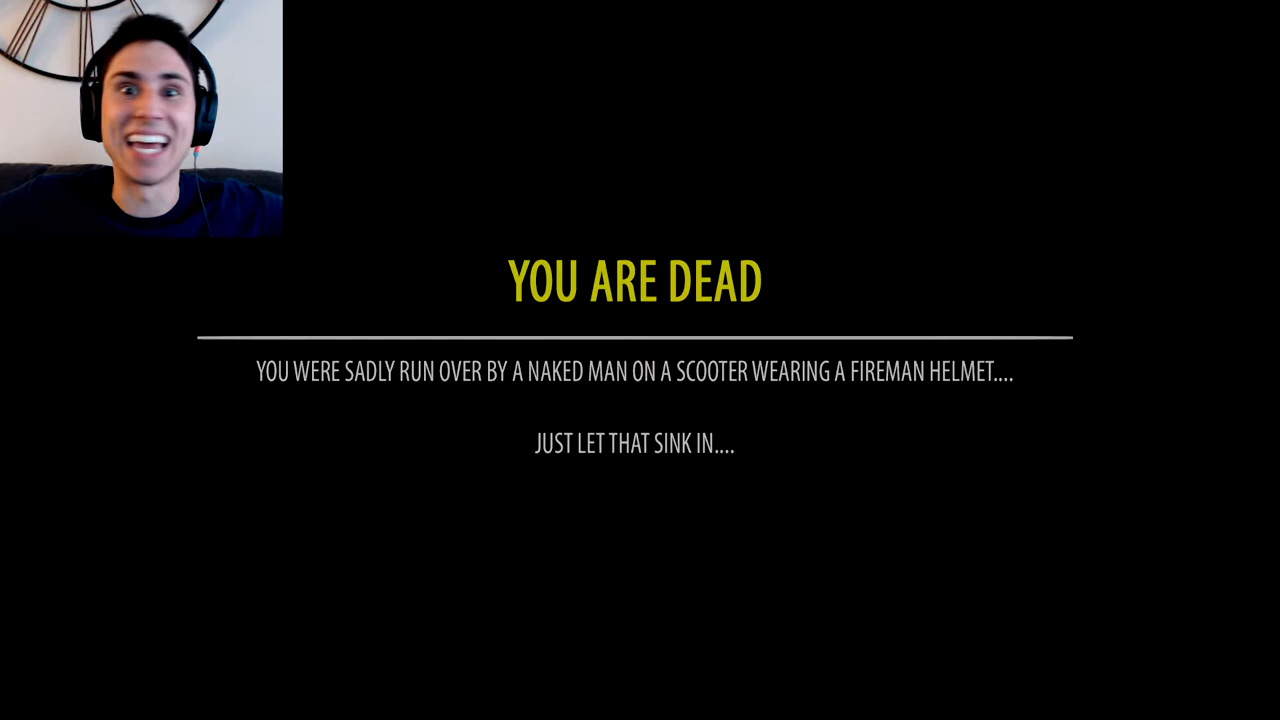 YOU ARE DEAD
YOU WERE SADLY RUN OVER BY A NAKED MAN ON A SCOOTER WEARING A FIREMAN HELMET....
JUST LET THAT SINK IN....